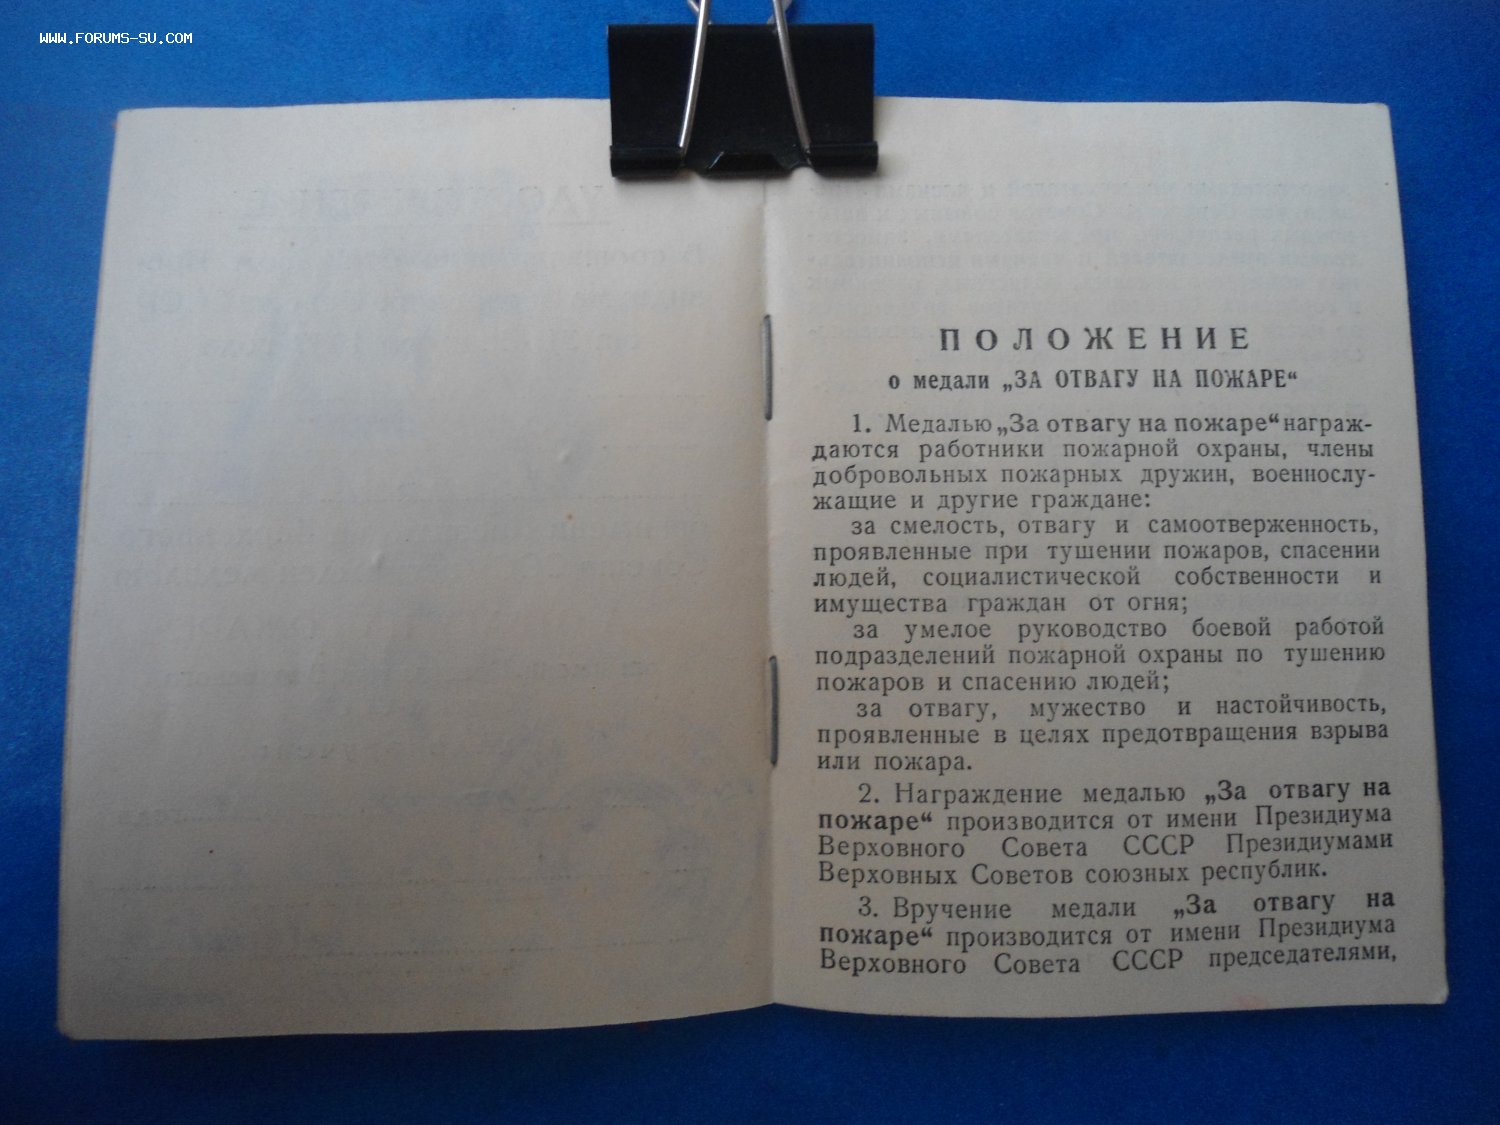 WWW.FORUMS-SU.COM
ПОЛОЖЕНИЕ
о медали „ЗА ОТВАГУ НА ПОЖАРЕ“
1. Медалью „За отвагу на пожаре“ награж-
даются работники пожарной охраны, члены
добровольных пожарных дружин, военнослу-
жащие и другие граждане:
за смелость, отвагу и самоотверженность,
проявленные при тушении пожаров, спасении
людей, социалистической собственности и
имущества граждан от огня;
за умелое руководство боевой работой
подразделений пожарной охраны по тушению
пожаров и спасению людей;
за отвагу, мужество и настойчивость,
проявленные в целях предотвращения взрыва
или пожара.
2. Награждение медалью „За отвагу на
пожаре“ производится от имени Президиума
Верховного Совета СССР Президиумами
Верховных Советов союзных республик.
3. Вручение медали „За отвагу на
пожаре“ производится от имени Президиума
Верховного Совета СССР председателями,